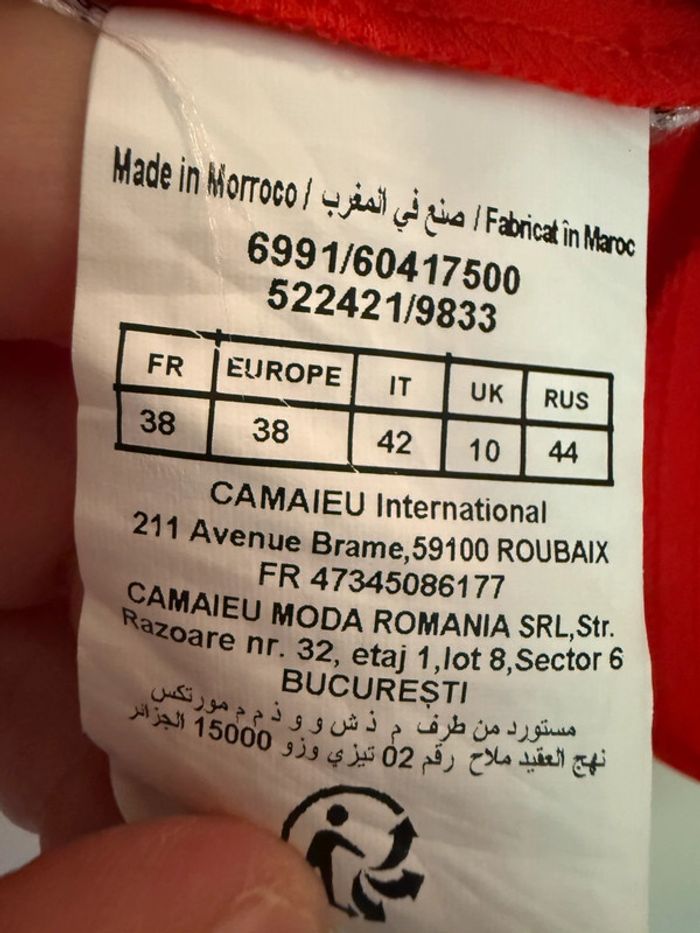 Made in Morroco / صنع في المغرب / Fabricat în Maroc
6991/60417500
522421/9833
FR EUROPE IT UK RUS
38 38 42 10 44
CAMAIEU International
211 Avenue Brame,59100 ROUBAIX
FR 47345086177
CAMAIEU MODA ROMANIA SRL,Str.
Razoare nr. 32, etaj 1,lot 8,Sector 6
BUCUREȘTI
مستورد من طرف م ذ ش و و ذ م م مورتكس
نهج العقيد ملاح رقم 02 تيزي وزو 15000 الجزائر